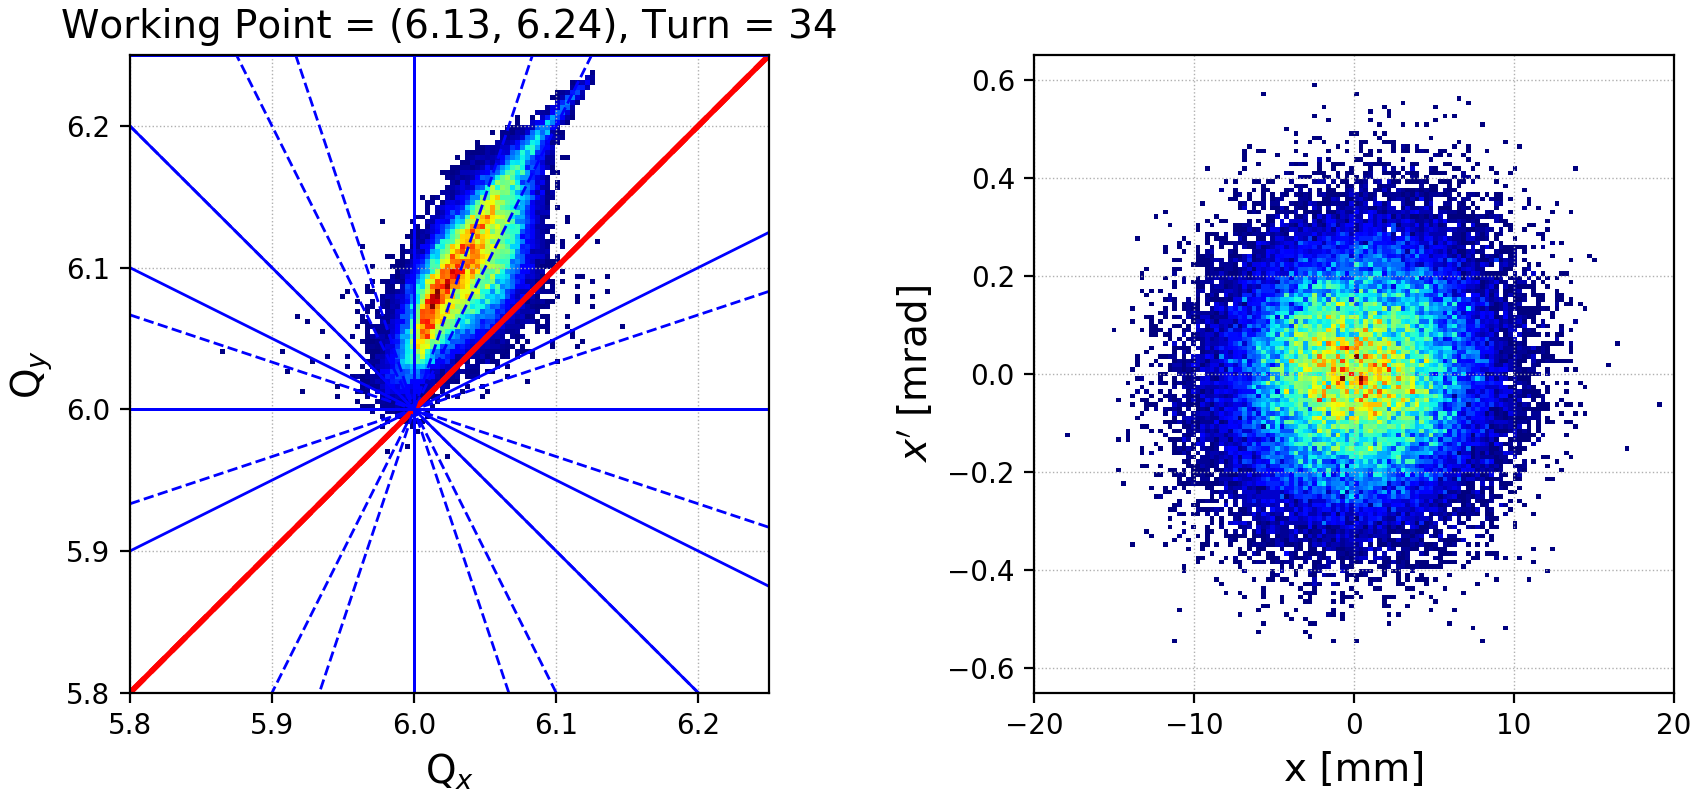 Working Point = (6.13, 6.24), Turn = 34
6.2
6.1
6.0
5.9
5.8
Qy
5.8 5.9 6.0 6.1 6.2
Qx
0.6
0.4
0.2
0.0
−0.2
−0.4
−0.6
x′ [mrad]
−20 −10 0 10 20
x [mm]